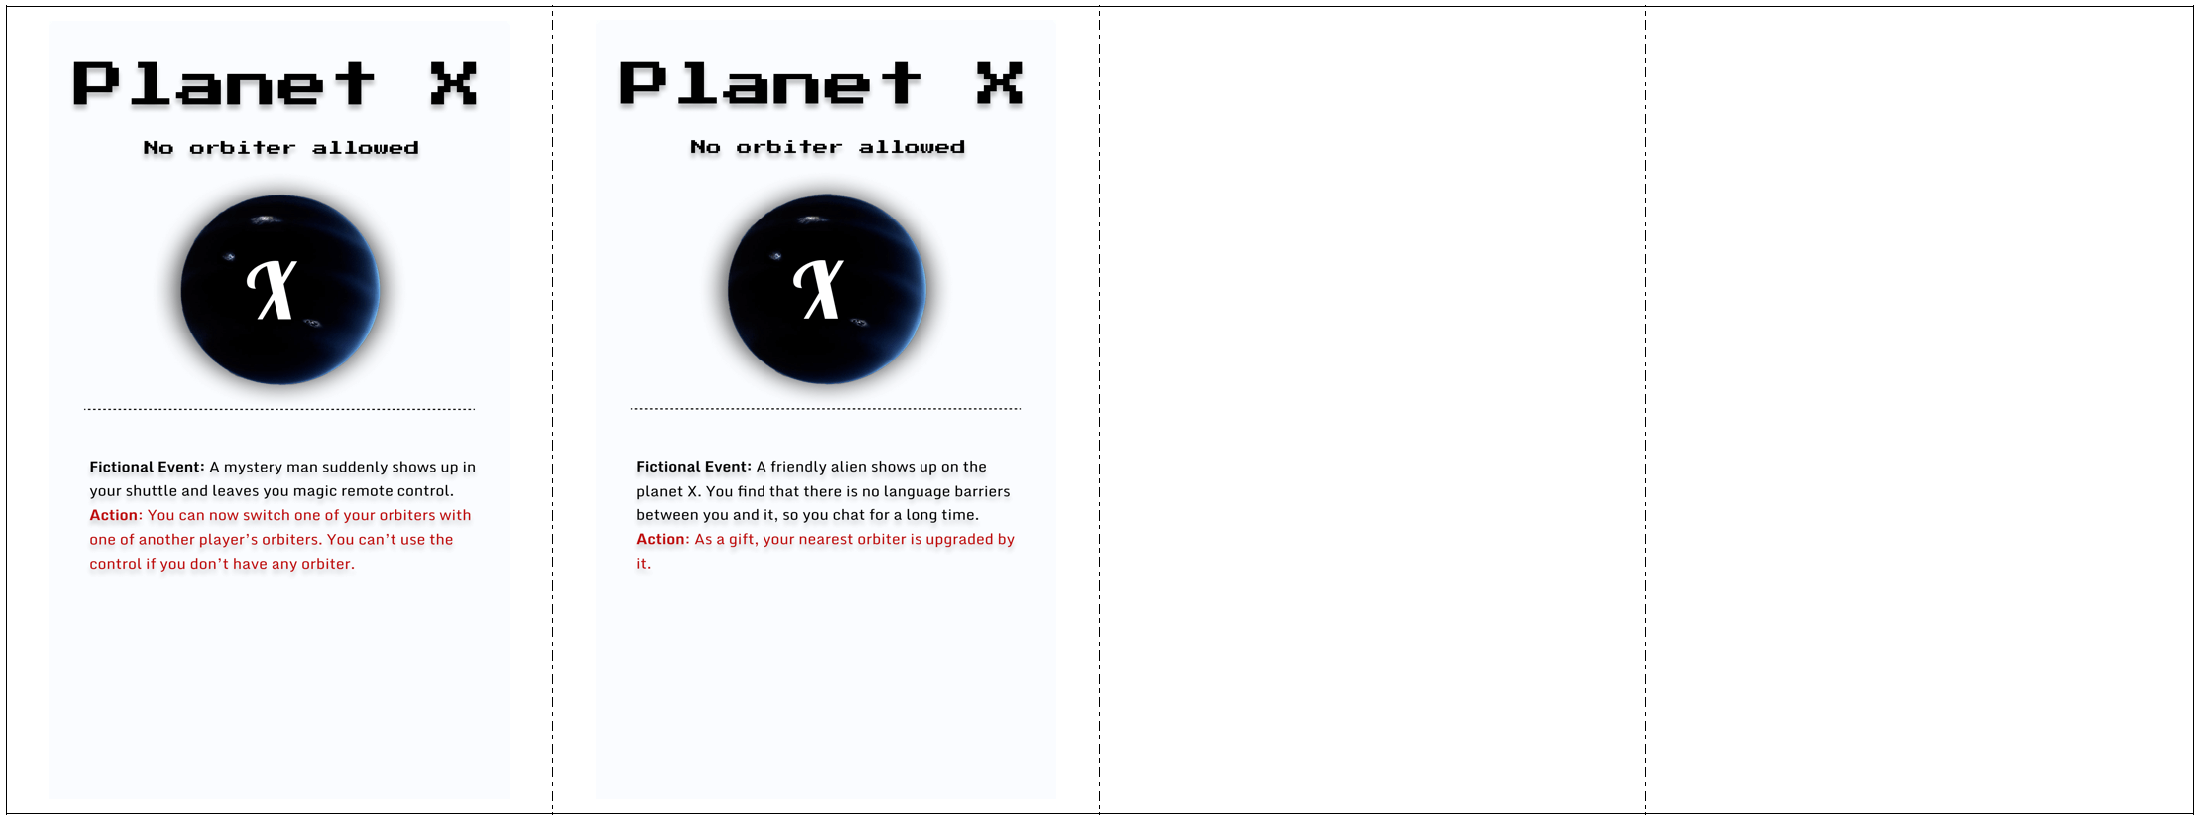 Planet X
No orbiter allowed
X
Fictional Event: A mystery man suddenly shows up in
your shuttle and leaves you magic remote control.
Action: You can now switch one of your orbiters with
one of another player’s orbiters. You can’t use the
control if you don’t have any orbiter.
Planet X
No orbiter allowed
X
Fictional Event: A friendly alien shows up on the
planet X. You find that there is no language barriers
between you and it, so you chat for a long time.
Action: As a gift, your nearest orbiter is upgraded by
it.